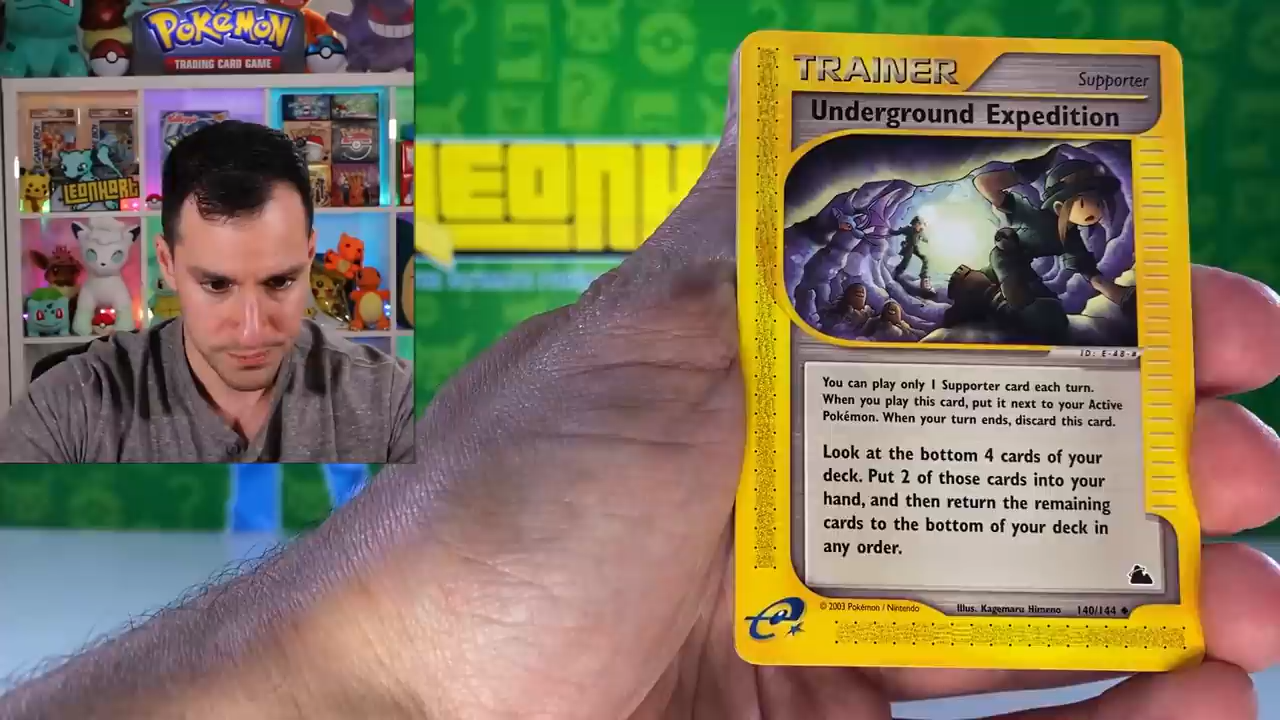 POKéMON
TRADING CARD GAME
LEONHART
LEONH
TRAINER
Supporter
Underground Expedition
ID: E-48-#
You can play only 1 Supporter card each turn.
When you play this card, put it next to your Active
Pokémon. When your turn ends, discard this card.
Look at the bottom 4 cards of your
deck. Put 2 of those cards into your
hand, and then return the remaining
cards to the bottom of your deck in
any order.
© 2003 Pokémon / Nintendo
Illus. Kagemaru Himeno
140/144
e